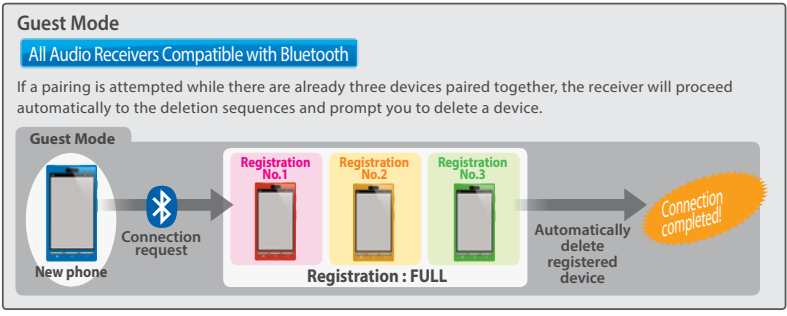 Guest Mode
All Audio Receivers Compatible with Bluetooth
If a pairing is attempted while there are already three devices paired together, the receiver will proceed
automatically to the deletion sequences and prompt you to delete a device.
Guest Mode
New phone
Connection
request
Registration
No.1
Registration
No.2
Registration
No.3
Registration : FULL
Automatically
delete
registered
device
Connection
completed!